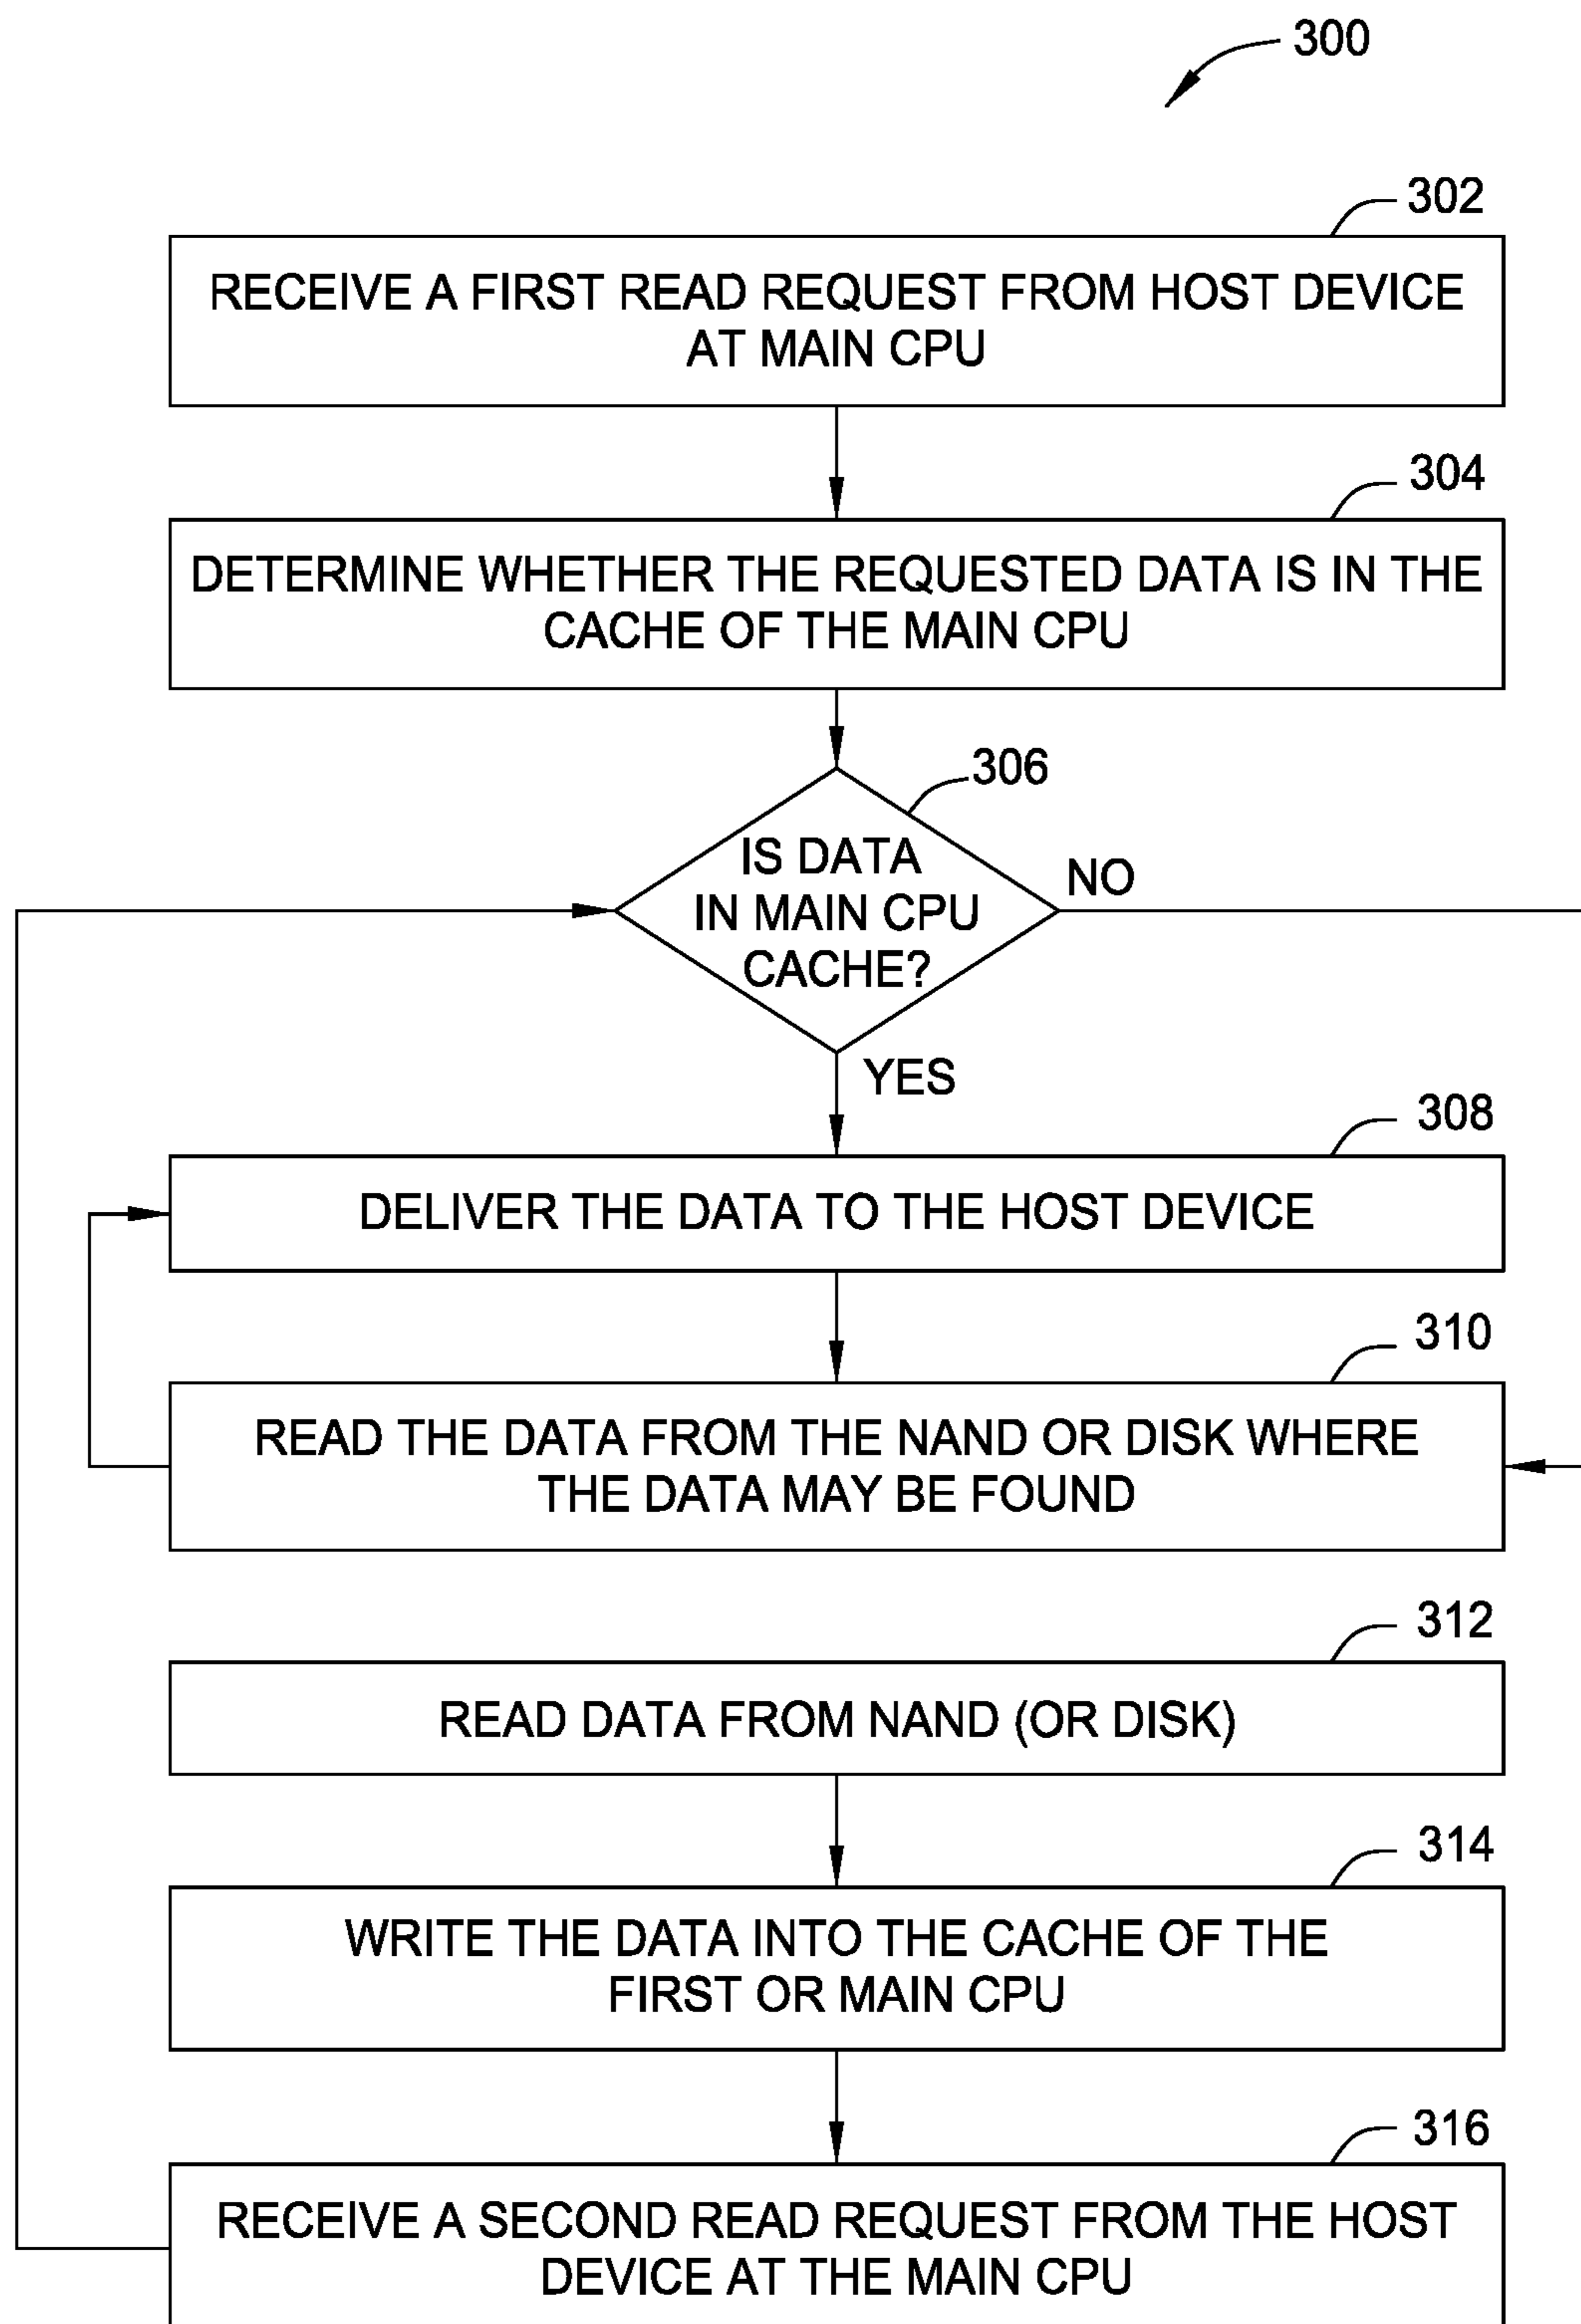 300
302
RECEIVE A FIRST READ REQUEST FROM HOST DEVICE
AT MAIN CPU
304
DETERMINE WHETHER THE REQUESTED DATA IS IN THE
CACHE OF THE MAIN CPU
306
IS DATA
IN MAIN CPU
CACHE?
NO
YES
308
DELIVER THE DATA TO THE HOST DEVICE
310
READ THE DATA FROM THE NAND OR DISK WHERE
THE DATA MAY BE FOUND
312
READ DATA FROM NAND (OR DISK)
314
WRITE THE DATA INTO THE CACHE OF THE
FIRST OR MAIN CPU
316
RECEIVE A SECOND READ REQUEST FROM THE HOST
DEVICE AT THE MAIN CPU